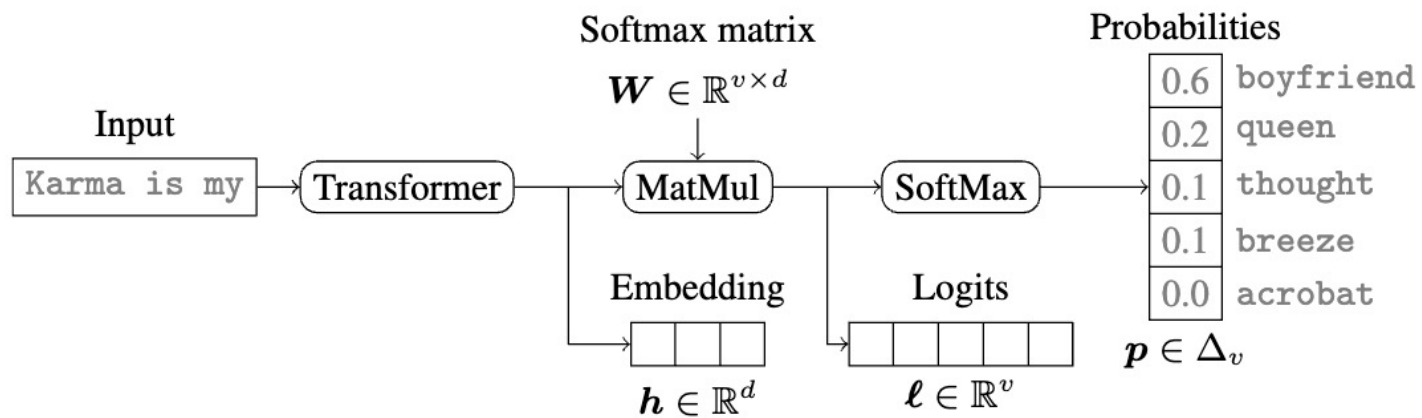 Softmax matrix
W ∈ ℝ^{v×d}
Input
Karma is my
Transformer
MatMul
SoftMax
Embedding
h ∈ ℝ^d
Logits
ℓ ∈ ℝ^v
Probabilities
0.6 boyfriend
0.2 queen
0.1 thought
0.1 breeze
0.0 acrobat
p ∈ Δ_v